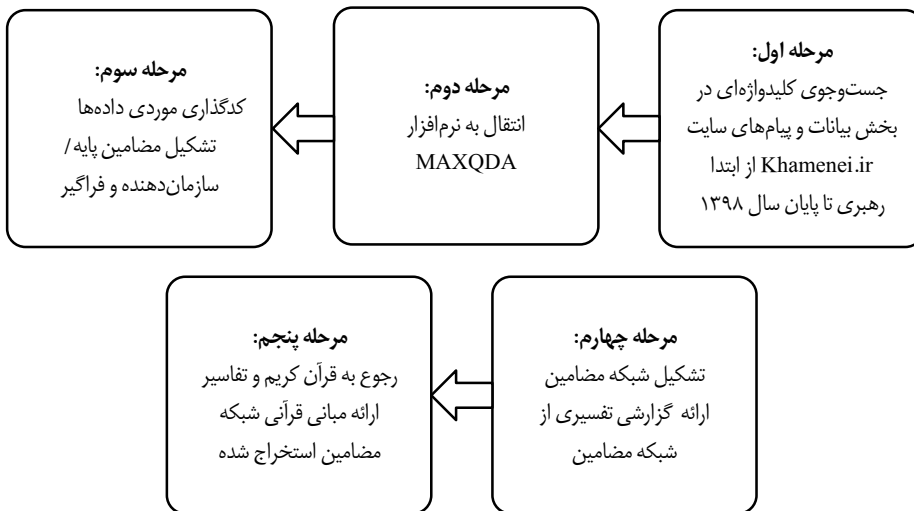 مرحله اول:
جست‌وجوی کلیدواژه‌ای در
بخش بیانات و پیام‌های سایت
Khamenei.ir از ابتدا
رهبری تا پایان سال ۱۳۹۸
مرحله دوم:
انتقال به نرم‌افزار
MAXQDA
مرحله سوم:
کدگذاری موردی داده‌ها
تشکیل مضامین پایه/
سازمان‌دهنده و فراگیر
مرحله چهارم:
تشکیل شبکه مضامین
ارائه گزارشی تفسیری از
شبکه مضامین
مرحله پنجم:
رجوع به قرآن کریم و تفاسیر
ارائه مبانی قرآنی شبکه
مضامین استخراج شده